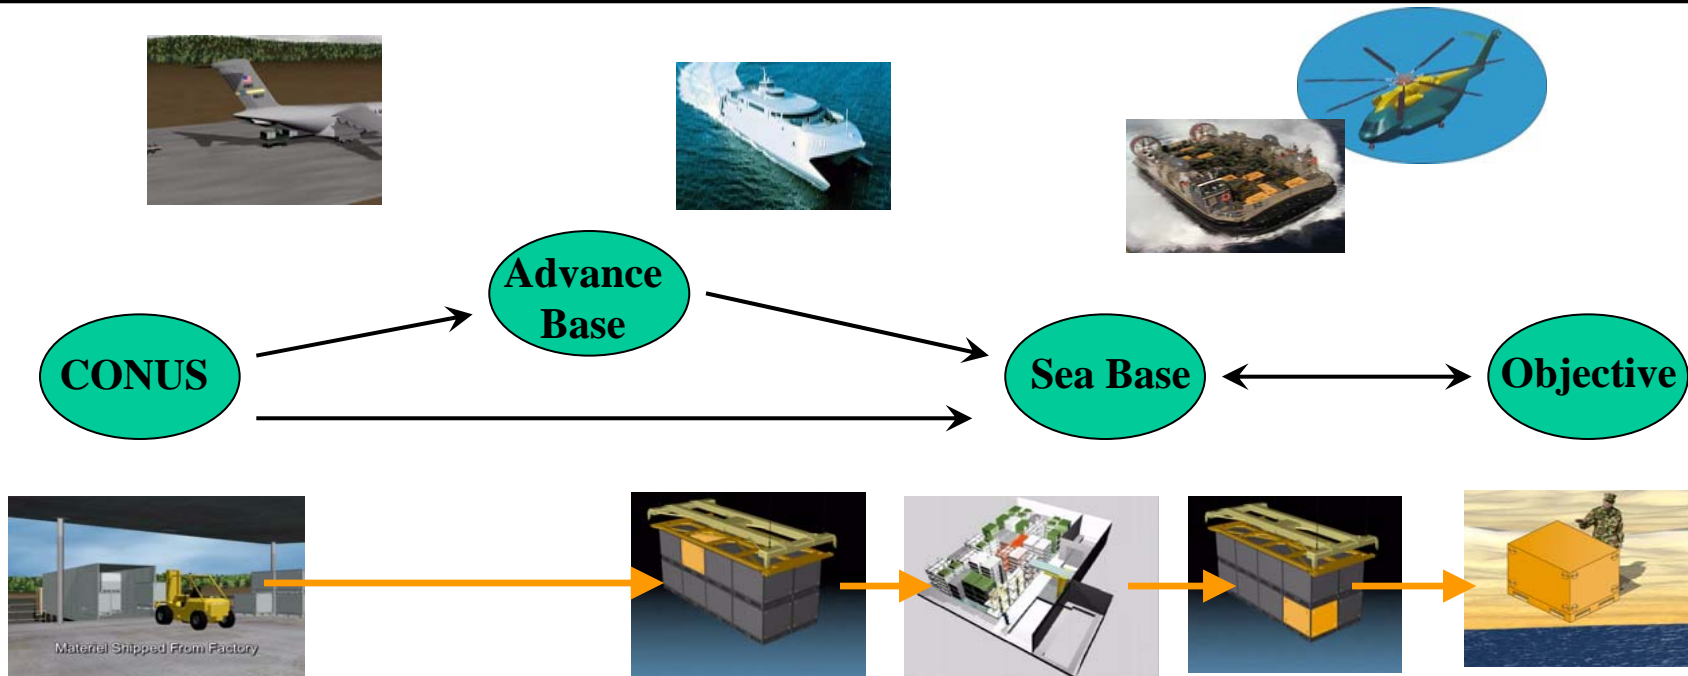 Advance
Base
CONUS
Sea Base
Objective
Materiel Shipped From Factory